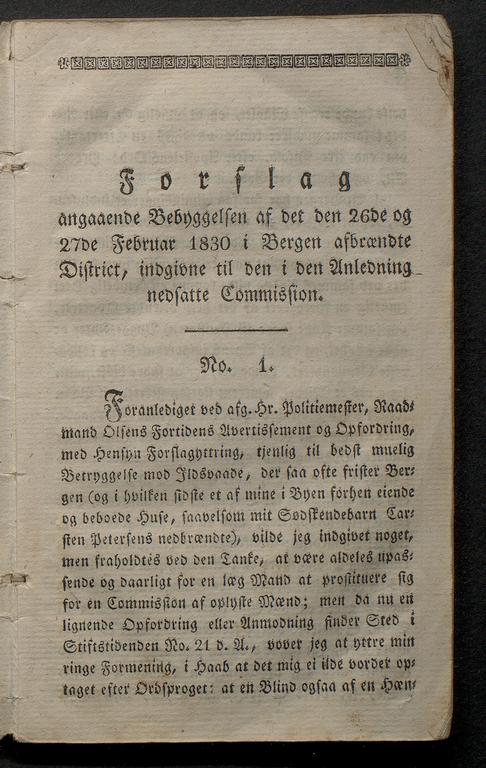 Forslag
angaaende Bebyggelsen af det den 26de og
27de Februar 1830 i Bergen afbrændte
District, indgivne til den i den Anledning
nedsatte Commission.
No. 1.
Foranlediget ved afg. Hr. Politiemester, Raad-
mand Olsens Fortidens Avertissement og Opfordring,
med Hensyn Forslagyttring, tjenlig til bedst muelig
Betryggelse mod Ildsvaade, der saa ofte frister Ber-
gen (og i hvilken sidste et af mine i Byen forhen eiende
og beboede Huse, saavelsom mit Sødskendebarn Car-
sten Petersens nedbrændte), vilde jeg indgivet noget,
men fraholdtes ved den Tanke, at være aldeles upas-
sende og daarligt for en læg Mand at prostituere sig
for en Commission af oplyste Mænd; men da nu en
lignende Opfordring eller Anmodning finder Sted i
Stiftstidenden No. 21 d. A., vover jeg at yttre min
ringe Formening, i Haab at det mig ei ilde vorder op-
taget efter Ordsproget: at en Blind ogsaa af en Hæn-